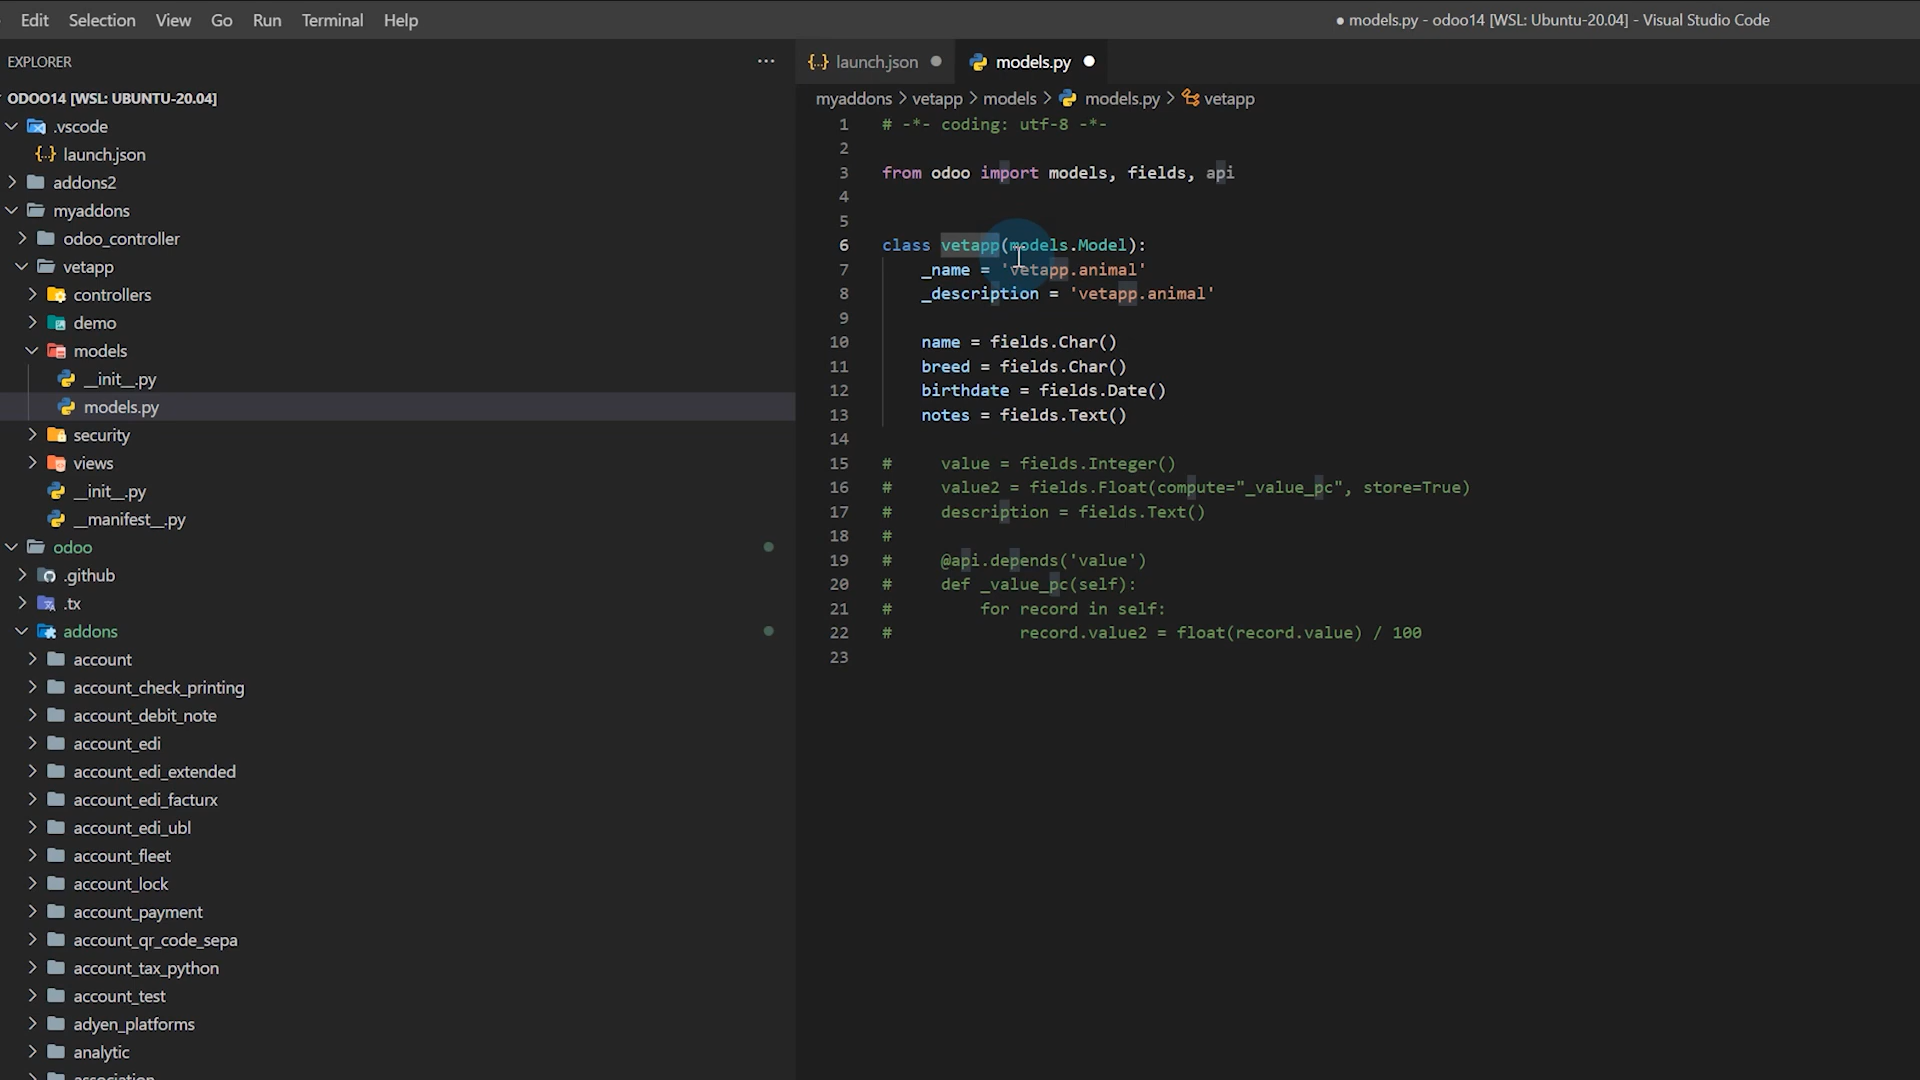 Edit Selection View Go Run Terminal Help
● models.py - odoo14 [WSL: Ubuntu-20.04] - Visual Studio Code
EXPLORER
ODOO14 [WSL: UBUNTU-20.04]
.vscode
launch.json
addons2
myaddons
odoo_controller
vetapp
controllers
demo
models
__init__.py
models.py
security
views
__init__.py
__manifest__.py
odoo
.github
.tx
addons
account
account_check_printing
account_debit_note
account_edi
account_edi_extended
account_edi_facturx
account_edi_ubl
account_fleet
account_lock
account_payment
account_qr_code_sepa
account_tax_python
account_test
adyen_platforms
analytic
association
launch.json
models.py
myaddons > vetapp > models > models.py > vetapp
1 # -*- coding: utf-8 -*-
2
3 from odoo import models, fields, api
4
5
6 class vetapp(models.Model):
7 _name = 'vetapp.animal'
8 _description = 'vetapp.animal'
9
10 name = fields.Char()
11 breed = fields.Char()
12 birthdate = fields.Date()
13 notes = fields.Text()
14
15 # value = fields.Integer()
16 # value2 = fields.Float(compute="_value_pc", store=True)
17 # description = fields.Text()
18 #
19 # @api.depends('value')
20 # def _value_pc(self):
21 # for record in self:
22 # record.value2 = float(record.value) / 100
23